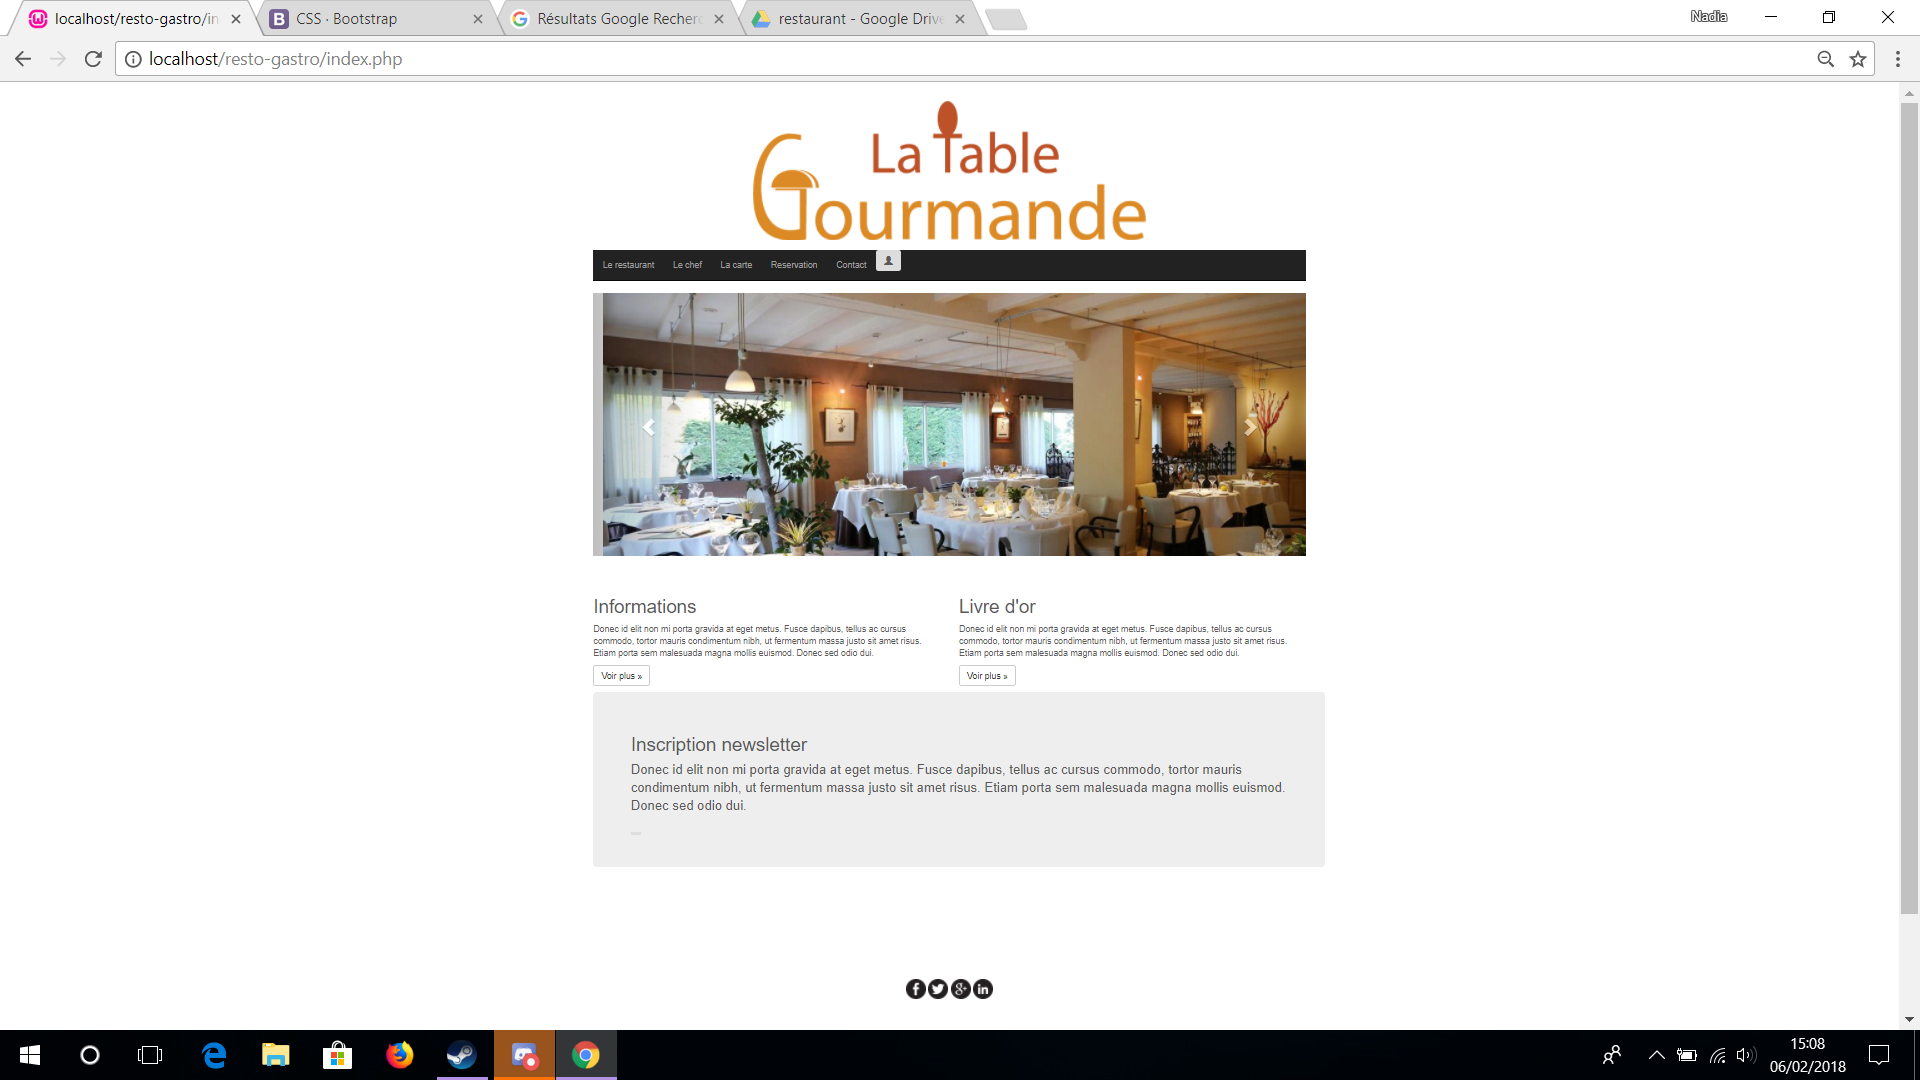 localhost/resto-gastro/in
CSS · Bootstrap
Résultats Google Recher
restaurant - Google Drive
Nadia
localhost/resto-gastro/index.php
La Table
Gourmande
Le restaurant Le chef La carte Reservation Contact
Informations
Donec id elit non mi porta gravida at eget metus. Fusce dapibus, tellus ac cursus
commodo, tortor mauris condimentum nibh, ut fermentum massa justo sit amet risus.
Etiam porta sem malesuada magna mollis euismod. Donec sed odio dui.
Voir plus »
Livre d'or
Donec id elit non mi porta gravida at eget metus. Fusce dapibus, tellus ac cursus
commodo, tortor mauris condimentum nibh, ut fermentum massa justo sit amet risus.
Etiam porta sem malesuada magna mollis euismod. Donec sed odio dui.
Voir plus »
Inscription newsletter
Donec id elit non mi porta gravida at eget metus. Fusce dapibus, tellus ac cursus commodo, tortor mauris
condimentum nibh, ut fermentum massa justo sit amet risus. Etiam porta sem malesuada magna mollis euismod.
Donec sed odio dui.
15:08
06/02/2018